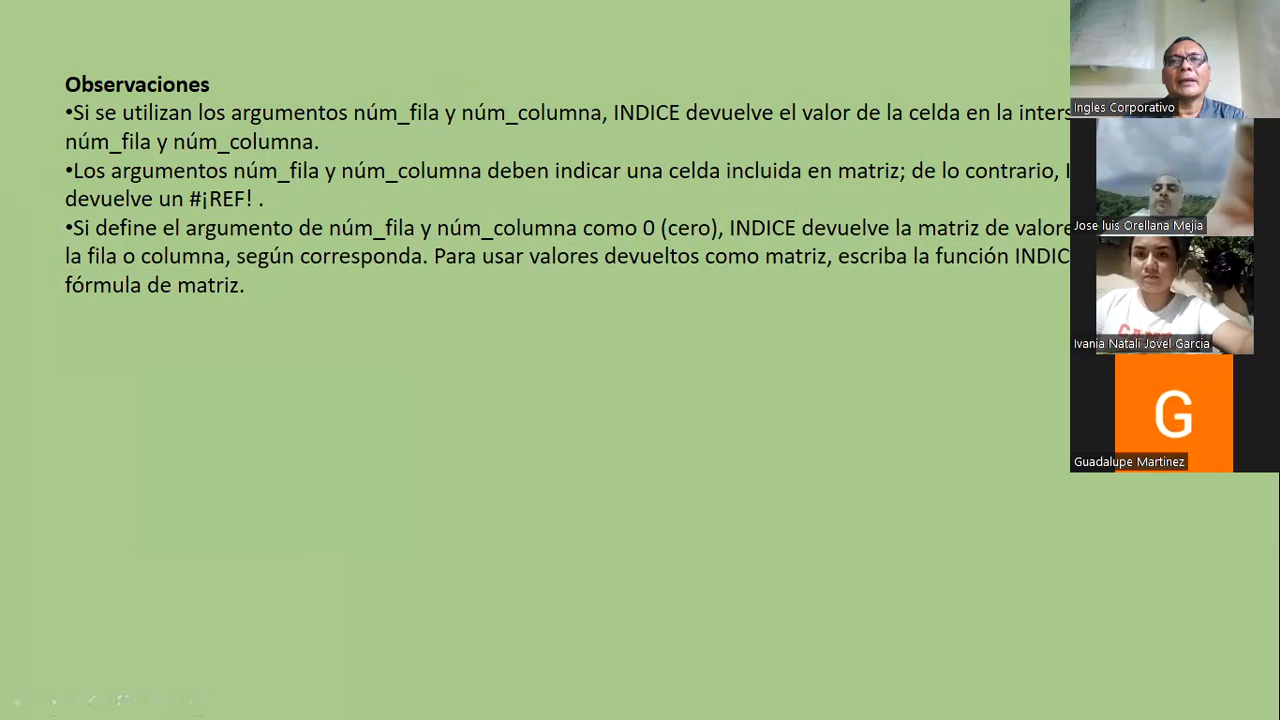 Observaciones
•Si se utilizan los argumentos núm_fila y núm_columna, INDICE devuelve el valor de la celda en la
núm_fila y núm_columna.
•Los argumentos núm_fila y núm_columna deben indicar una celda incluida en matriz; de lo contrario,
devuelve un #¡REF! .
•Si define el argumento de núm_fila y núm_columna como 0 (cero), INDICE devuelve la matriz de
la fila o columna, según corresponda. Para usar valores devueltos como matriz, escriba la función
fórmula de matriz.
Ingles Corporativo
Jose luis Orellana Mejia
Ivania Natali Jovel Garcia
G
Guadalupe Martinez